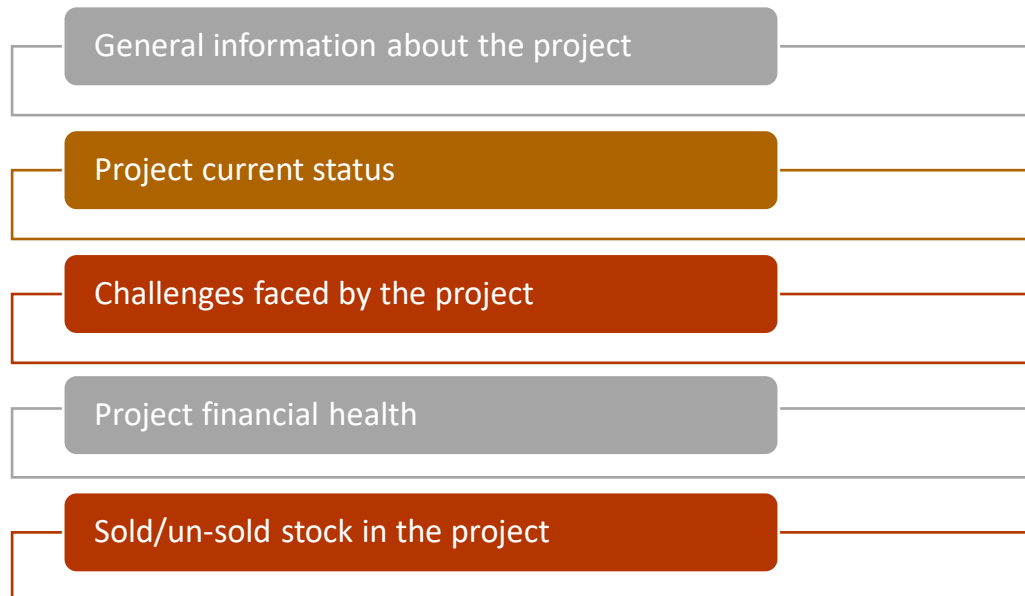 General information about the project
Project current status
Challenges faced by the project
Project financial health
Sold/un-sold stock in the project